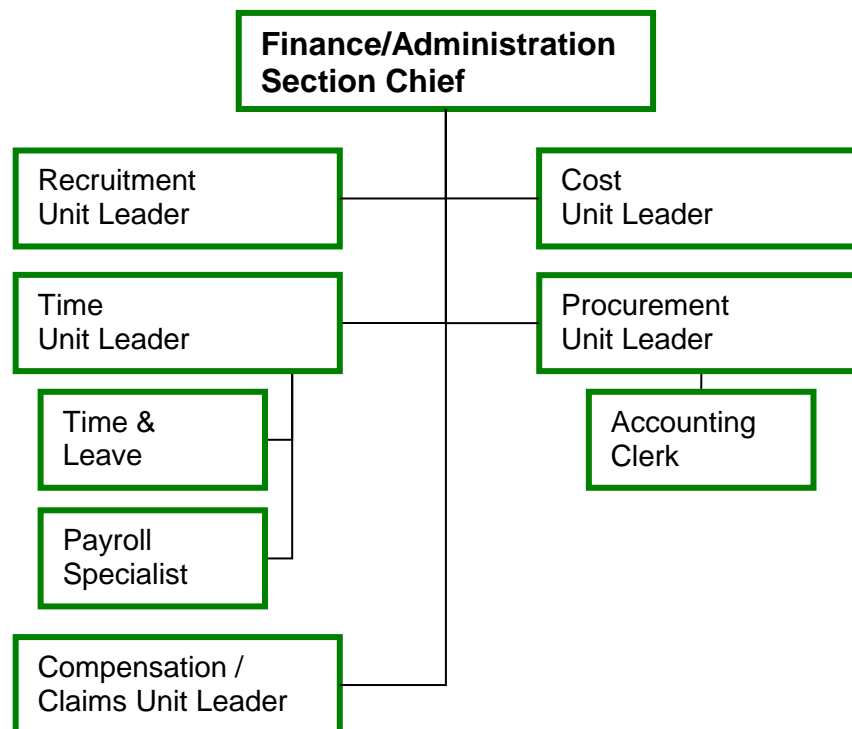 Finance/Administration
Section Chief
Recruitment
Unit Leader
Cost
Unit Leader
Time
Unit Leader
Procurement
Unit Leader
Time &
Leave
Accounting
Clerk
Payroll
Specialist
Compensation /
Claims Unit Leader